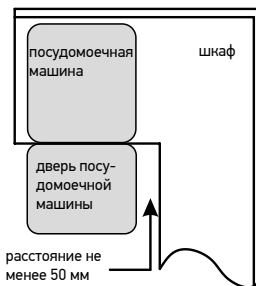 посудомоечная
машина
шкаф
дверь посу-
домоечной
машины
расстояние не
менее 50 мм